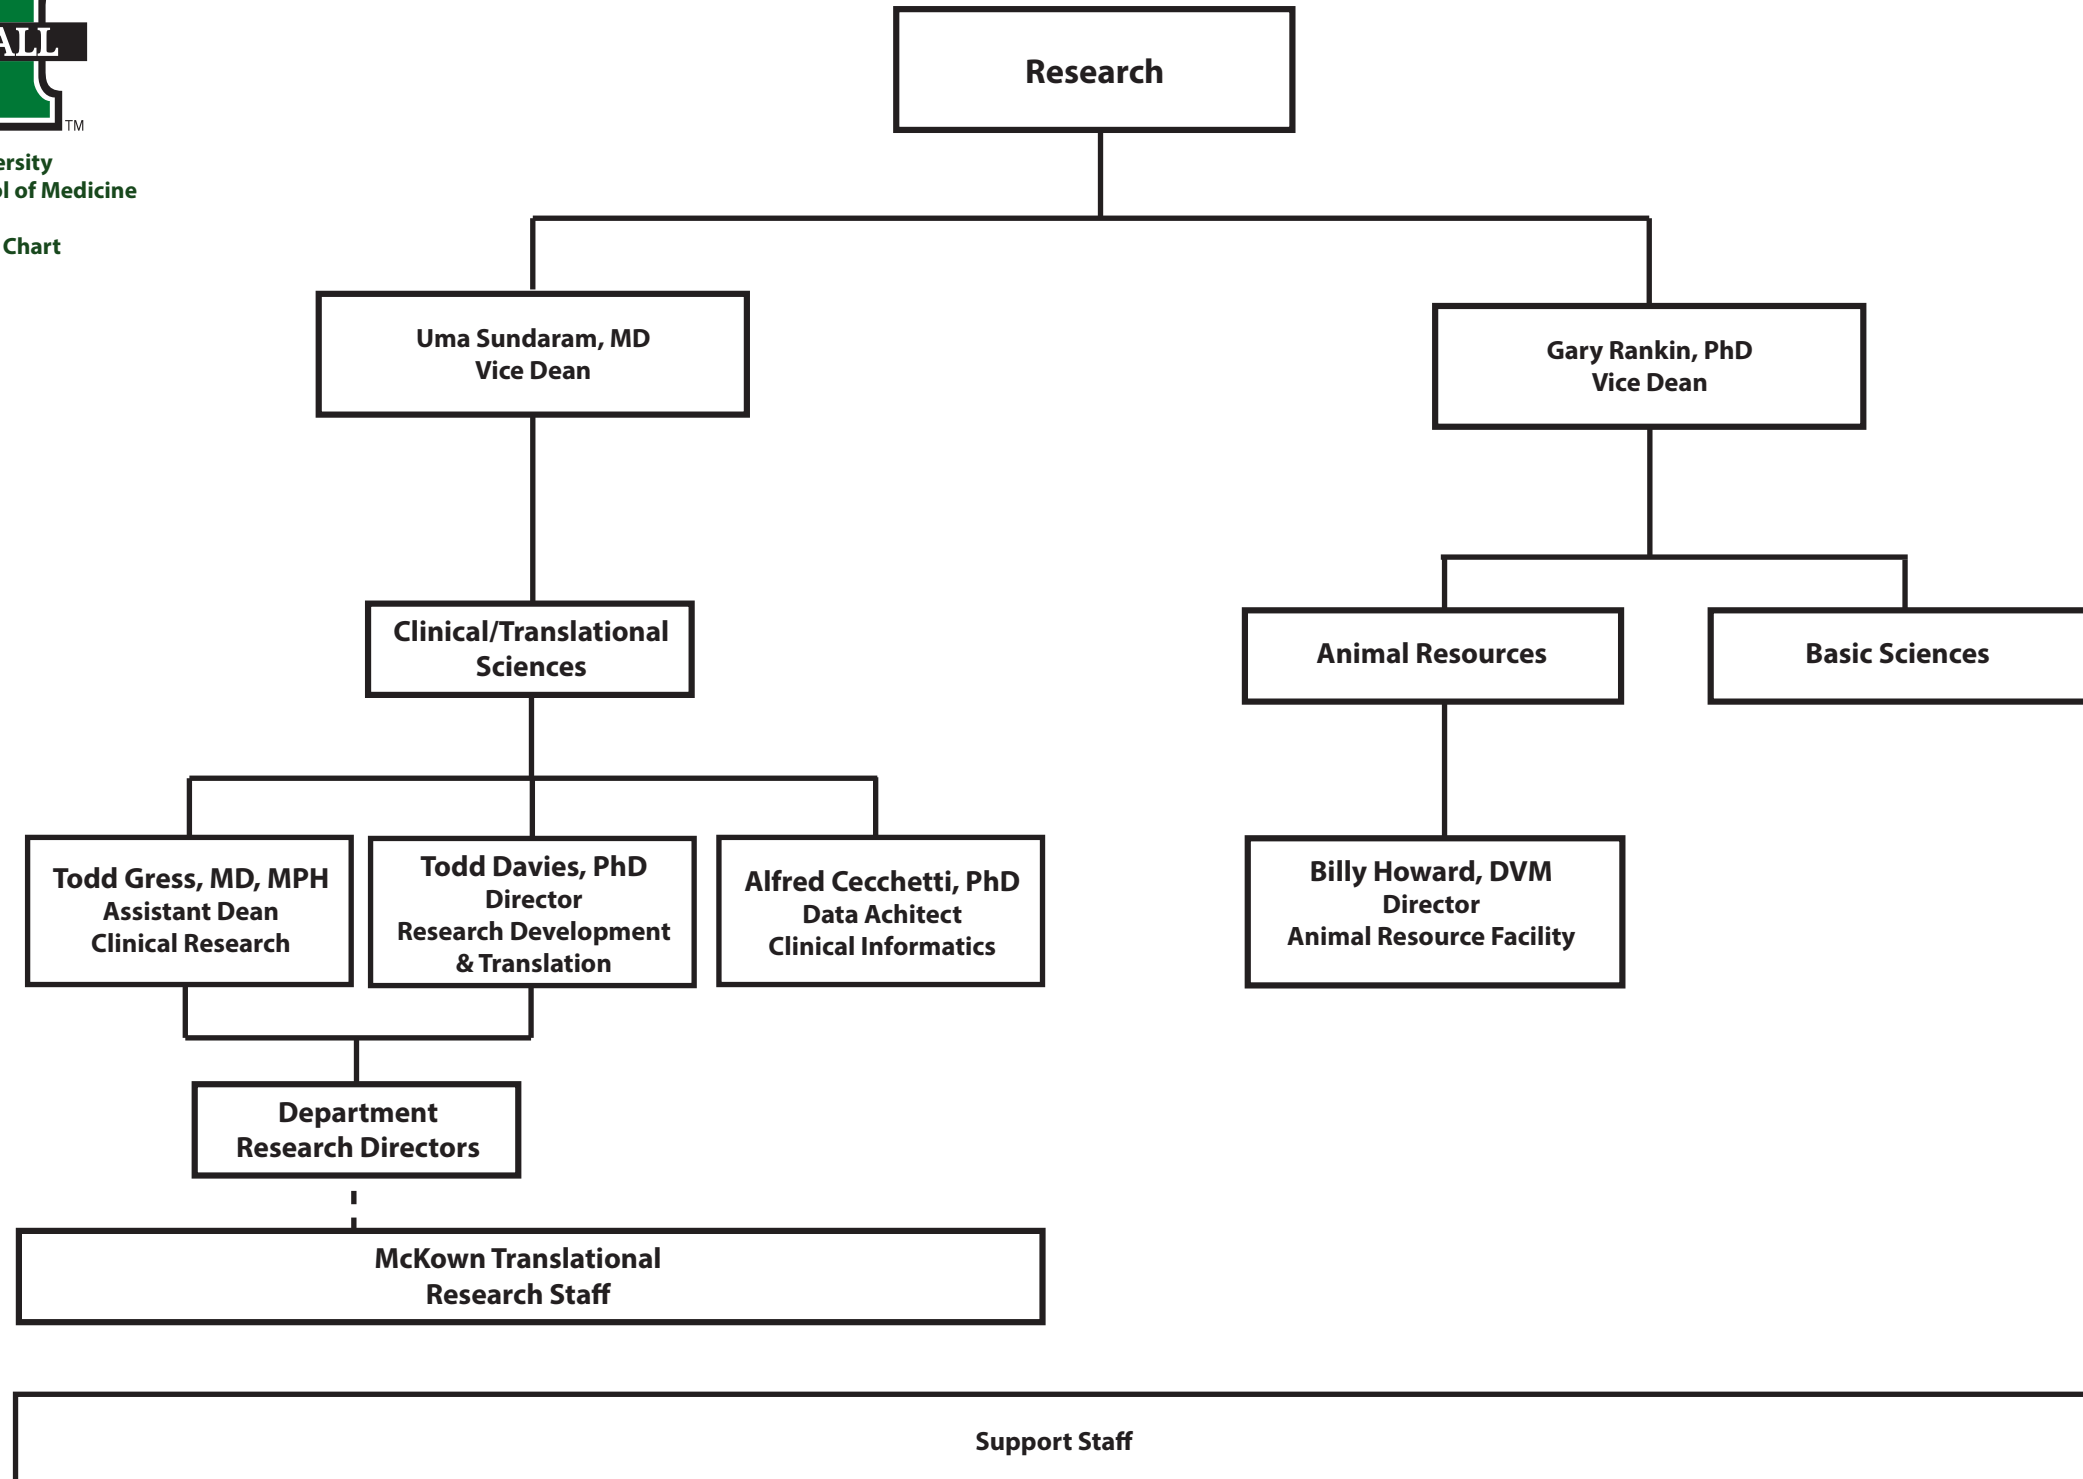 ALL
TM
ersity
ol of Medicine
Chart
Research
Uma Sundaram, MD
Vice Dean
Gary Rankin, PhD
Vice Dean
Clinical/Translational
Sciences
Animal Resources
Basic Sciences
Todd Gress, MD, MPH
Assistant Dean
Clinical Research
Todd Davies, PhD
Director
Research Development
& Translation
Alfred Cecchetti, PhD
Data Achitect
Clinical Informatics
Billy Howard, DVM
Director
Animal Resource Facility
Department
Research Directors
McKown Translational
Research Staff
Support Staff